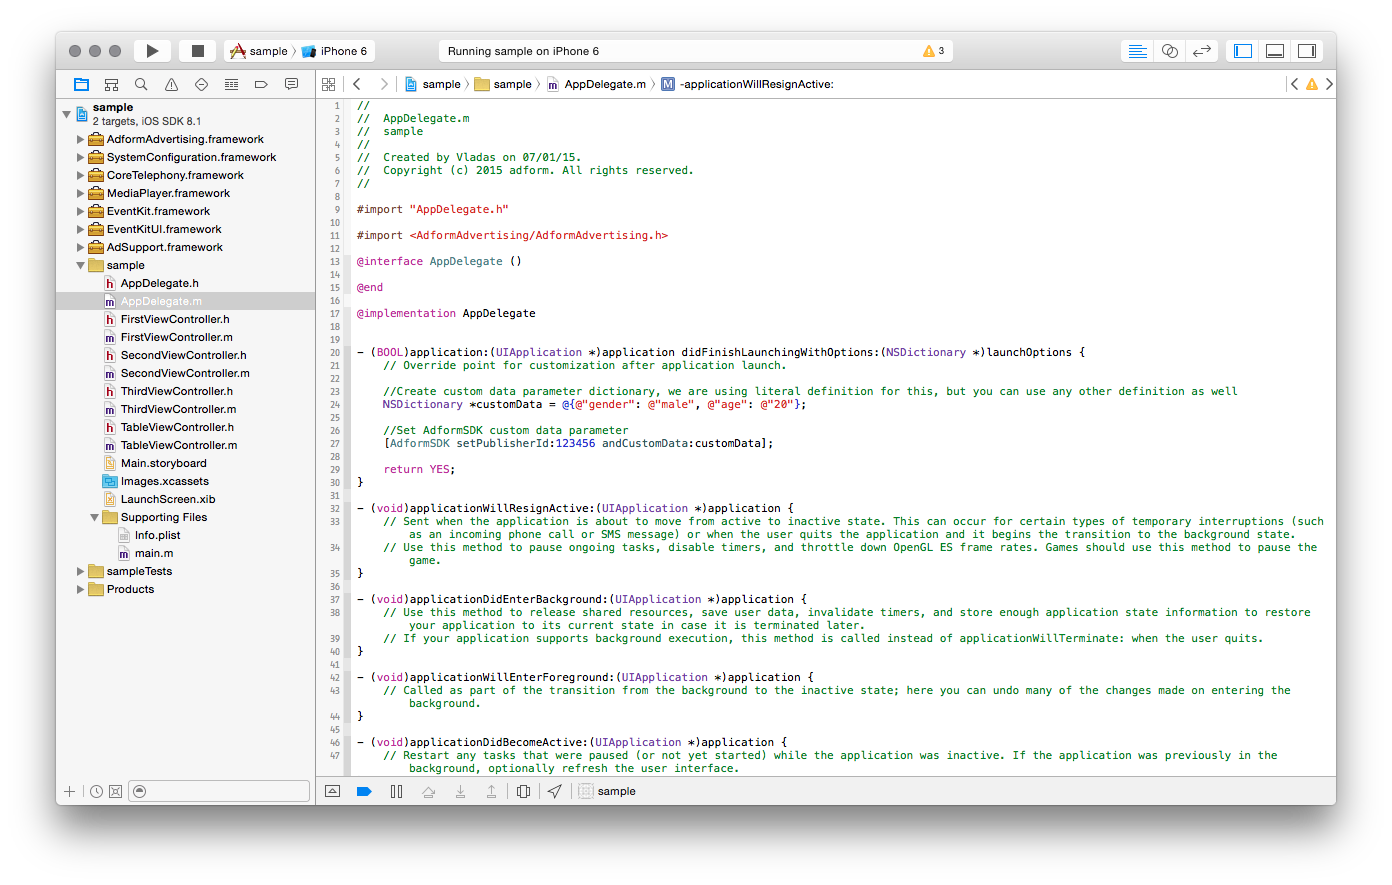 sample
iPhone 6
Running sample on iPhone 6
3
sample
sample
AppDelegate.m
M
-applicationWillResignActive:
sample
2 targets, iOS SDK 8.1
AdformAdvertising.framework
SystemConfiguration.framework
CoreTelephony.framework
MediaPlayer.framework
EventKit.framework
EventKitUI.framework
AdSupport.framework
sample
h AppDelegate.h
m AppDelegate.m
h FirstViewController.h
m FirstViewController.m
h SecondViewController.h
m SecondViewController.m
h ThirdViewController.h
m ThirdViewController.m
h TableViewController.h
m TableViewController.m
Main.storyboard
Images.xcassets
LaunchScreen.xib
Supporting Files
Info.plist
m main.m
sampleTests
Products
1 //
2 //  AppDelegate.m
3 //  sample
4 //
5 //  Created by Vladas on 07/01/15.
6 //  Copyright (c) 2015 adform. All rights reserved.
7 //
8
9 #import "AppDelegate.h"
10
11 #import <AdformAdvertising/AdformAdvertising.h>
12
13 @interface AppDelegate ()
14
15 @end
16
17 @implementation AppDelegate
18
19
20 - (BOOL)application:(UIApplication *)application didFinishLaunchingWithOptions:(NSDictionary *)launchOptions {
21     // Override point for customization after application launch.
22
23     //Create custom data parameter dictionary, we are using literal definition for this, but you can use any other definition as well
24     NSDictionary *customData = @{@"gender": @"male", @"age": @"20"};
25
26     //Set AdformSDK custom data parameter
27     [AdformSDK setPublisherId:123456 andCustomData:customData];
28
29     return YES;
30 }
31
32 - (void)applicationWillResignActive:(UIApplication *)application {
33     // Sent when the application is about to move from active to inactive state. This can occur for certain types of temporary interruptions (such
as an incoming phone call or SMS message) or when the user quits the application and it begins the transition to the background state.
34     // Use this method to pause ongoing tasks, disable timers, and throttle down OpenGL ES frame rates. Games should use this method to pause the
game.
35 }
36
37 - (void)applicationDidEnterBackground:(UIApplication *)application {
38     // Use this method to release shared resources, save user data, invalidate timers, and store enough application state information to restore
your application to its current state in case it is terminated later.
39     // If your application supports background execution, this method is called instead of applicationWillTerminate: when the user quits.
40 }
41
42 - (void)applicationWillEnterForeground:(UIApplication *)application {
43     // Called as part of the transition from the background to the inactive state; here you can undo many of the changes made on entering the
background.
44 }
45
46 - (void)applicationDidBecomeActive:(UIApplication *)application {
47     // Restart any tasks that were paused (or not yet started) while the application was inactive. If the application was previously in the
background, optionally refresh the user interface.
sample